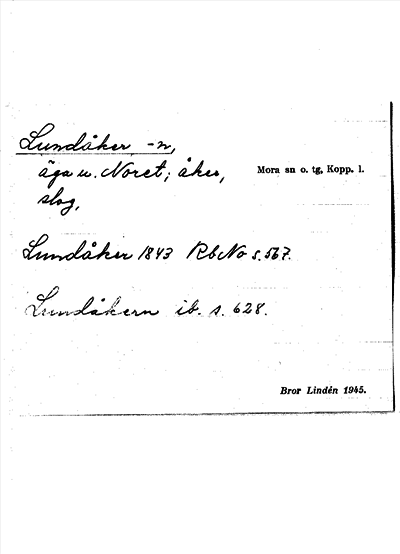 Lundåker, -n,
äga u. Noret; åker,
slog,
Mora sn o. tg, Kopp. l.
Lundåker 1843 RbNo s. 567.
Lundåkern ib. s. 628.
Bror Lindén 1945.